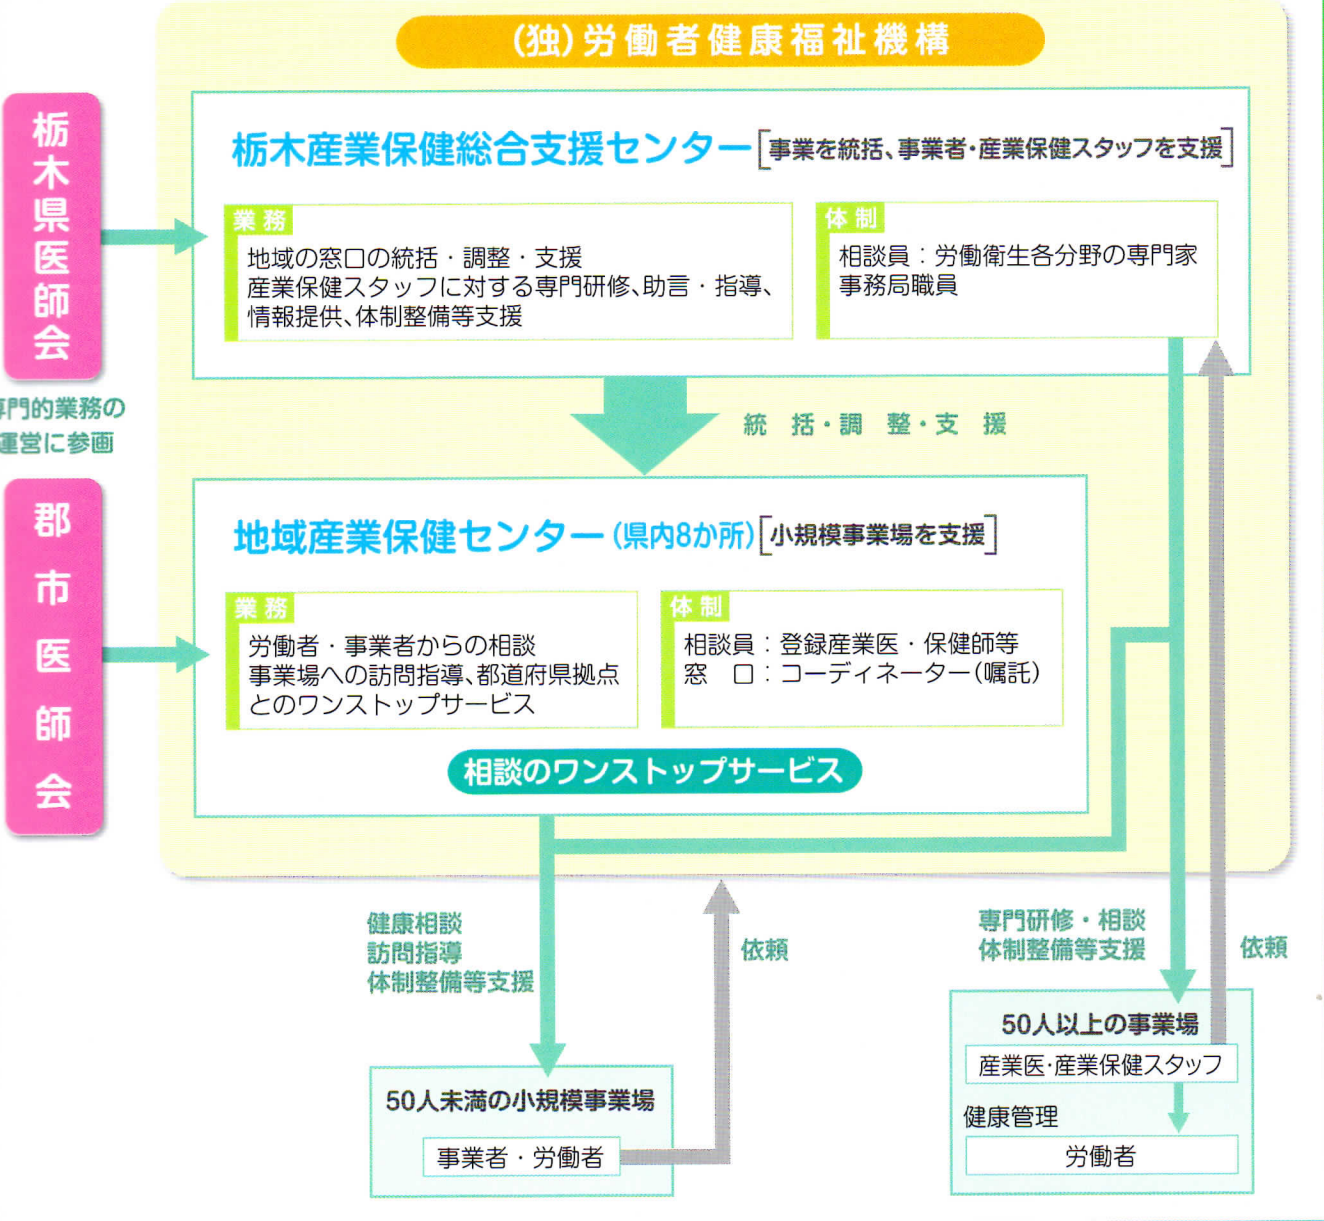 (独)労働者健康福祉機構
栃木県医師会
専門的業務の
運営に参画
郡市医師会
栃木産業保健総合支援センター[事業を統括、事業者・産業保健スタッフを支援]
業務
地域の窓口の統括・調整・支援
産業保健スタッフに対する専門研修、助言・指導、
情報提供、体制整備等支援
体制
相談員：労働衛生各分野の専門家
事務局職員
統括・調整・支援
地域産業保健センター(県内8か所)[小規模事業場を支援]
業務
労働者・事業者からの相談
事業場への訪問指導、都道府県拠点
とのワンストップサービス
体制
相談員：登録産業医・保健師等
窓　口：コーディネーター(嘱託)
相談のワンストップサービス
健康相談
訪問指導
体制整備等支援
依頼
専門研修・相談
体制整備等支援
依頼
50人未満の小規模事業場
事業者・労働者
50人以上の事業場
産業医・産業保健スタッフ
健康管理
労働者